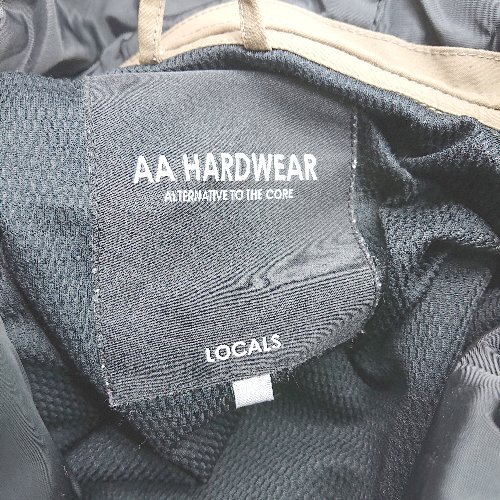 AA HARDWEAR
ALTERNATIVE TO THE CORE
LOCALS